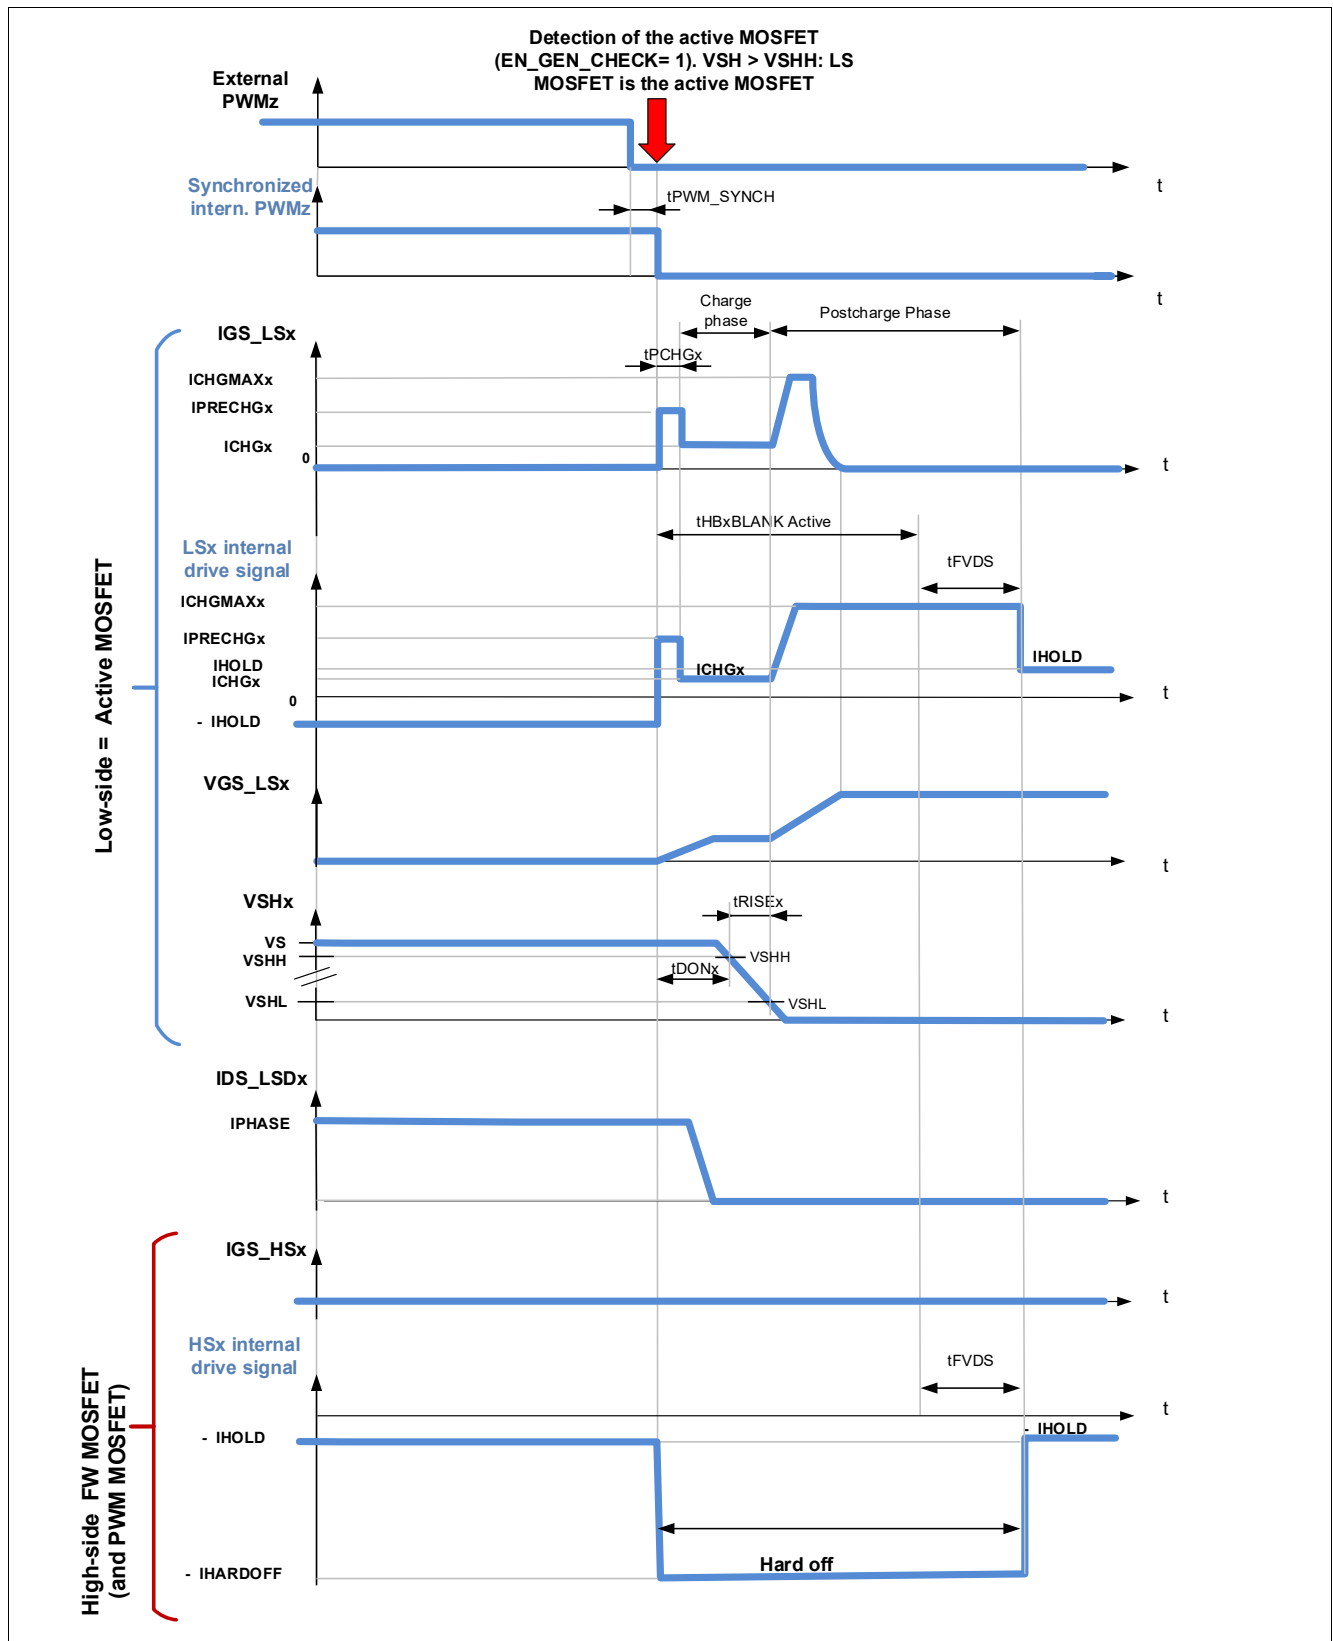 Detection of the active MOSFET
(EN_GEN_CHECK= 1). VSH > VSHH: LS
MOSFET is the active MOSFET
External
PWMz
t
Synchronized
intern. PWMz
tPWM_SYNCH
t
Charge
phase
Postcharge Phase
IGS_LSx
tPCHGx
ICHGMAXx
IPRECHGx
ICHGx
0
t
tHBxBLANK Active
LSx internal
drive signal
tFVDS
ICHGMAXx
IPRECHGx
IHOLD
ICHGx
ICHGx
IHOLD
0
t
- IHOLD
VGS_LSx
t
VSHx
tRISEx
VS
VSHH
VSHH
tDONx
VSHL
VSHL
t
Low-side = Active MOSFET
IDS_LSDx
IPHASE
t
IGS_HSx
t
HSx internal
drive signal
tFVDS
t
- IHOLD
- IHOLD
Hard off
- IHARDOFF
High-side FW MOSFET
(and PWM MOSFET)